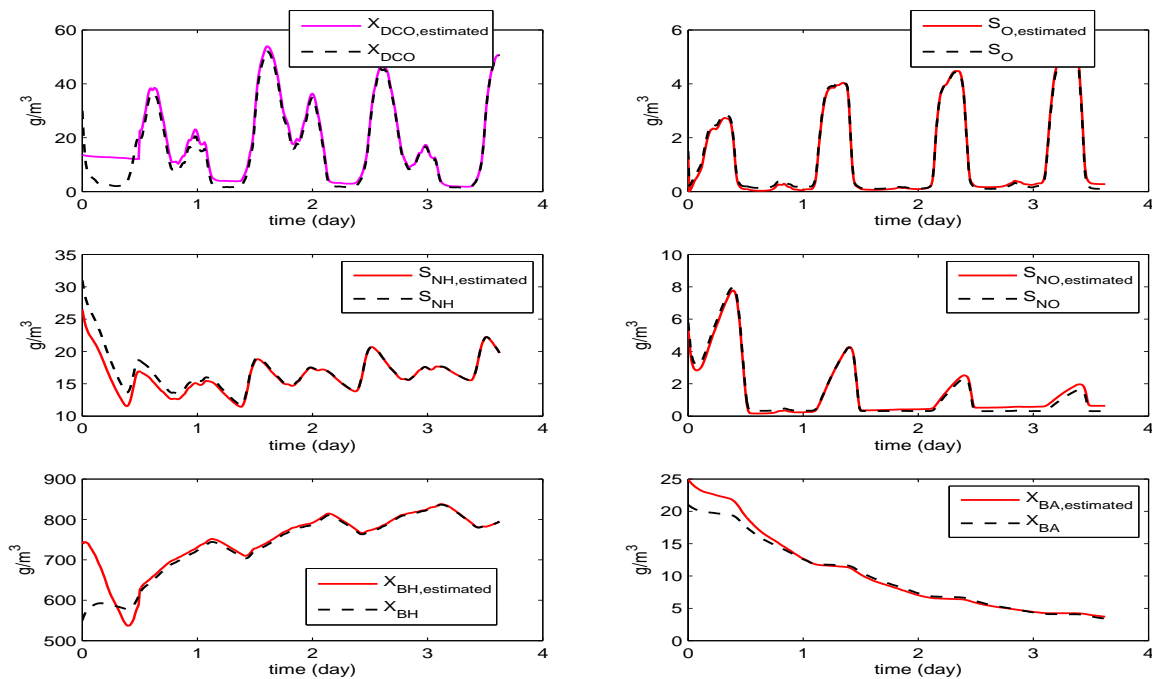 X_DCO,estimated
X_DCO
60
40
20
0
g/m³
0 1 2 3 4
time (day)
S_O,estimated
S_O
6
4
2
0
g/m³
0 1 2 3 4
time (day)
S_NH,estimated
S_NH
35
30
25
20
15
10
g/m³
0 1 2 3 4
time (day)
S_NO,estimated
S_NO
10
8
6
4
2
0
g/m³
0 1 2 3 4
time (day)
X_BH,estimated
X_BH
900
800
700
600
500
g/m³
0 1 2 3 4
time (day)
X_BA,estimated
X_BA
25
20
15
10
5
0
g/m³
0 1 2 3 4
time (day)